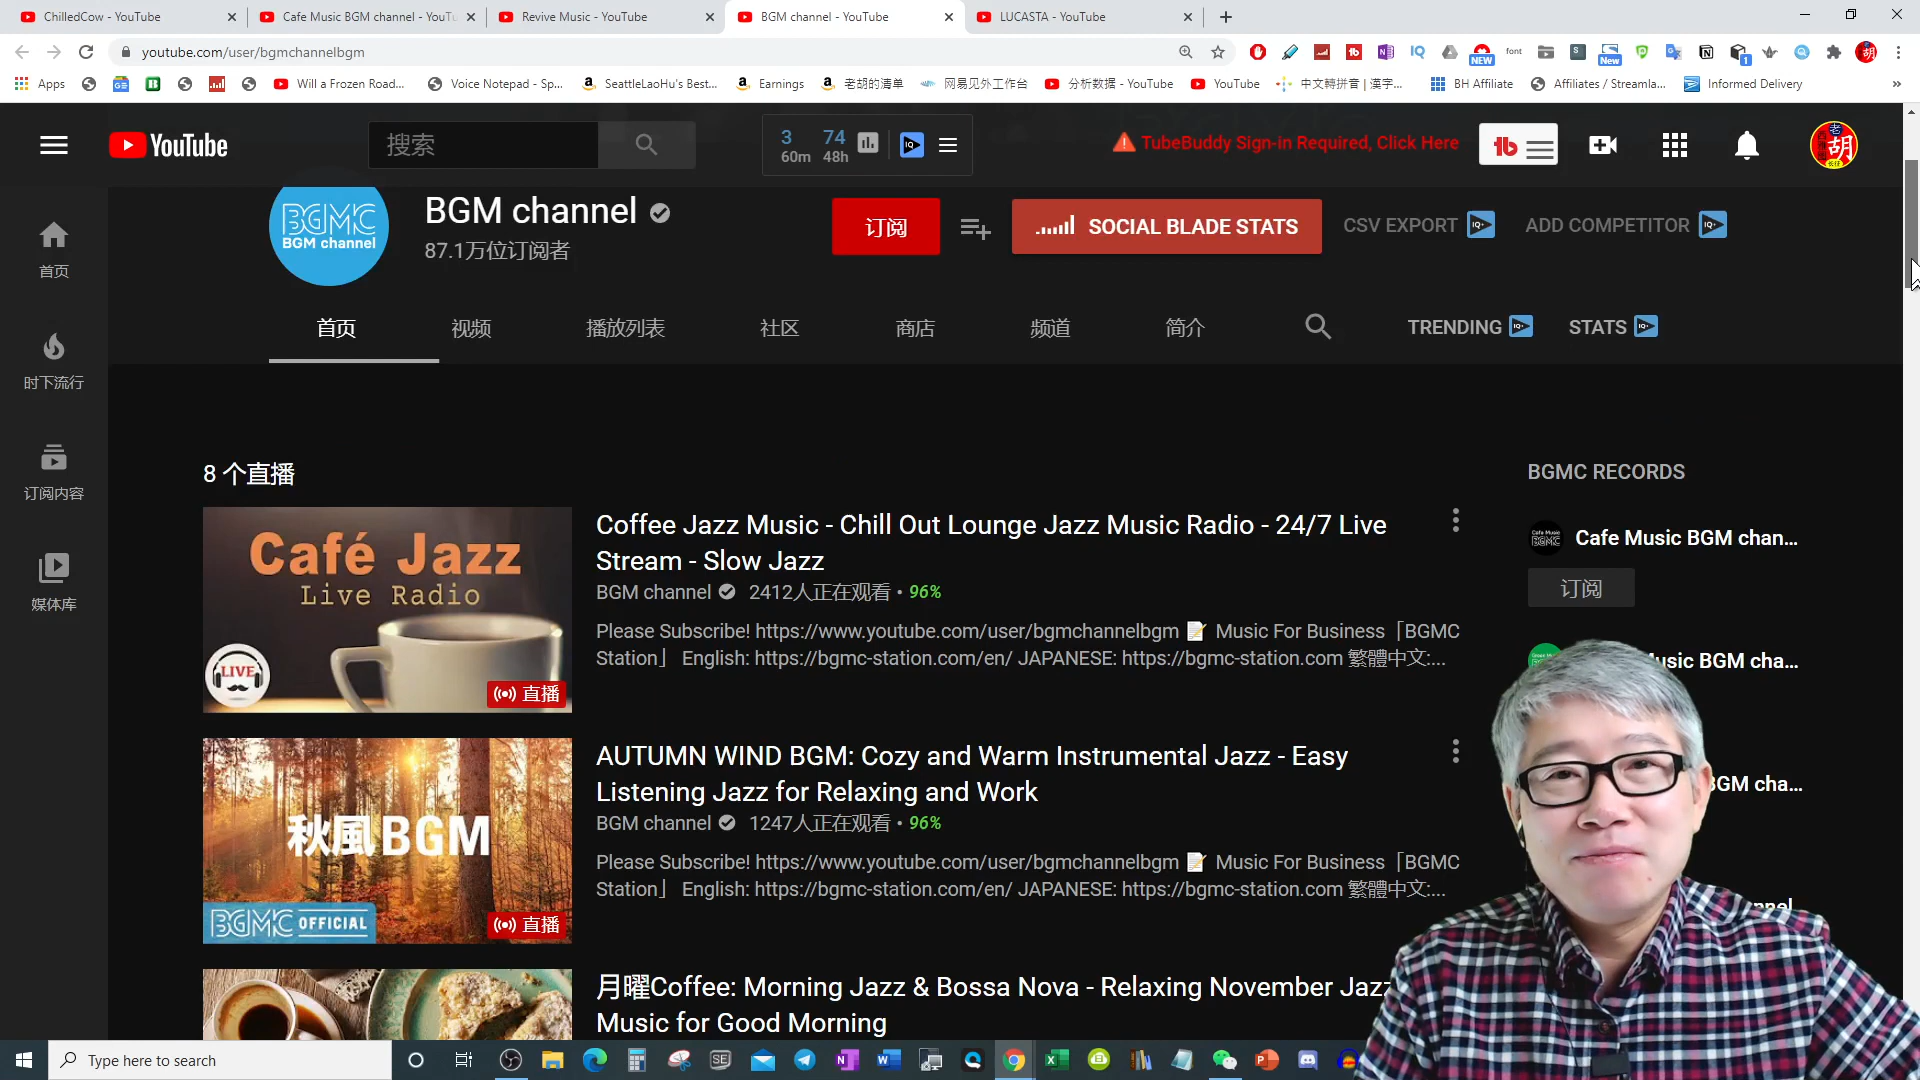 ChilledCow - YouTube
Cafe Music BGM channel - YouTu
Revive Music - YouTube
BGM channel - YouTube
LUCASTA - YouTube
youtube.com/user/bgmchannelbgm
Apps
Will a Frozen Road...
Voice Notepad - Sp...
SeattleLaoHu's Best...
Earnings
老胡的清单
网易见外工作台
分析数据 - YouTube
YouTube
中文轉拼音 | 漢字...
BH Affiliate
Affiliates / Streamla...
Informed Delivery
YouTube
搜索
3
60m
74
48h
TubeBuddy Sign-in Required, Click Here
BGMC
BGM channel
BGM channel
87.1万位订阅者
订阅
SOCIAL BLADE STATS
CSV EXPORT
ADD COMPETITOR
首页
视频
播放列表
社区
商店
频道
简介
TRENDING
STATS
首页
时下流行
订阅内容
媒体库
8 个直播
Café Jazz
Live Radio
LIVE
直播
Coffee Jazz Music - Chill Out Lounge Jazz Music Radio - 24/7 Live
Stream - Slow Jazz
BGM channel 2412人正在观看 • 96%
Please Subscribe! https://www.youtube.com/user/bgmchannelbgm 📝 Music For Business「BGMC
Station」 English: https://bgmc-station.com/en/ JAPANESE: https://bgmc-station.com 繁體中文:...
秋風BGM
BGMC OFFICIAL
直播
AUTUMN WIND BGM: Cozy and Warm Instrumental Jazz - Easy
Listening Jazz for Relaxing and Work
BGM channel 1247人正在观看 • 96%
Please Subscribe! https://www.youtube.com/user/bgmchannelbgm 📝 Music For Business「BGMC
Station」 English: https://bgmc-station.com/en/ JAPANESE: https://bgmc-station.com 繁體中文:...
月曜Coffee: Morning Jazz & Bossa Nova - Relaxing November Jazz
Music for Good Morning
BGMC RECORDS
Cafe Music BGM chan...
订阅
usic BGM cha...
BGM cha...
Type here to search